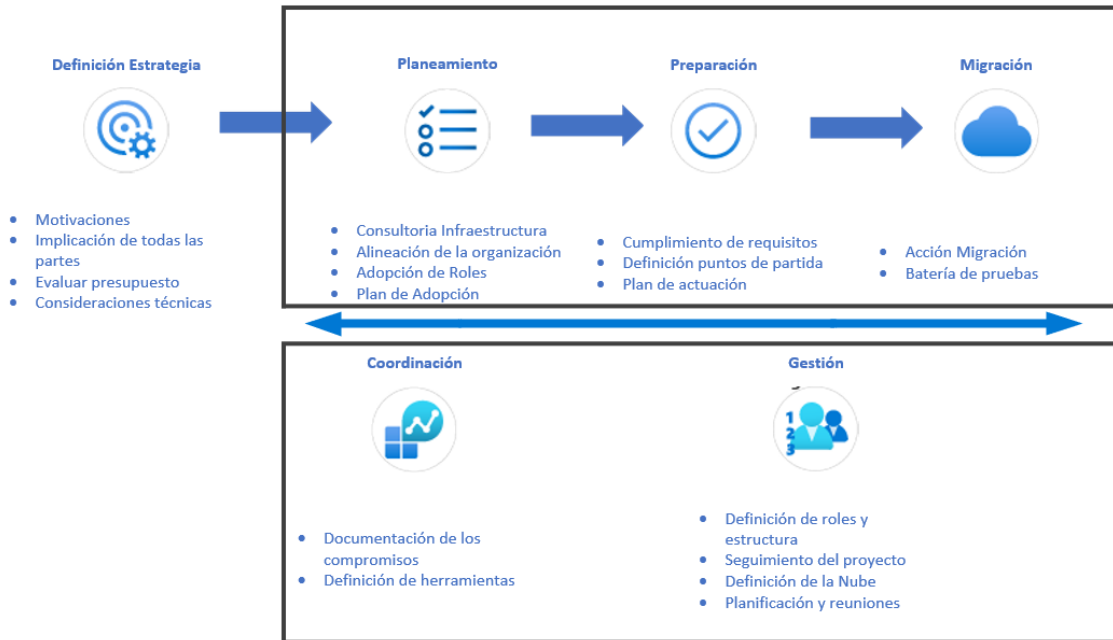 Definición Estrategia
• Motivaciones
• Implicación de todas las
partes
• Evaluar presupuesto
• Consideraciones técnicas
Planeamiento
• Consultoria Infraestructura
• Alineación de la organización
• Adopción de Roles
• Plan de Adopción
Preparación
• Cumplimiento de requisitos
• Definición puntos de partida
• Plan de actuación
Migración
• Acción Migración
• Batería de pruebas
Coordinación
• Documentación de los
compromisos
• Definición de herramientas
Gestión
1
2
3
• Definición de roles y
estructura
• Seguimiento del proyecto
• Definición de la Nube
• Planificación y reuniones